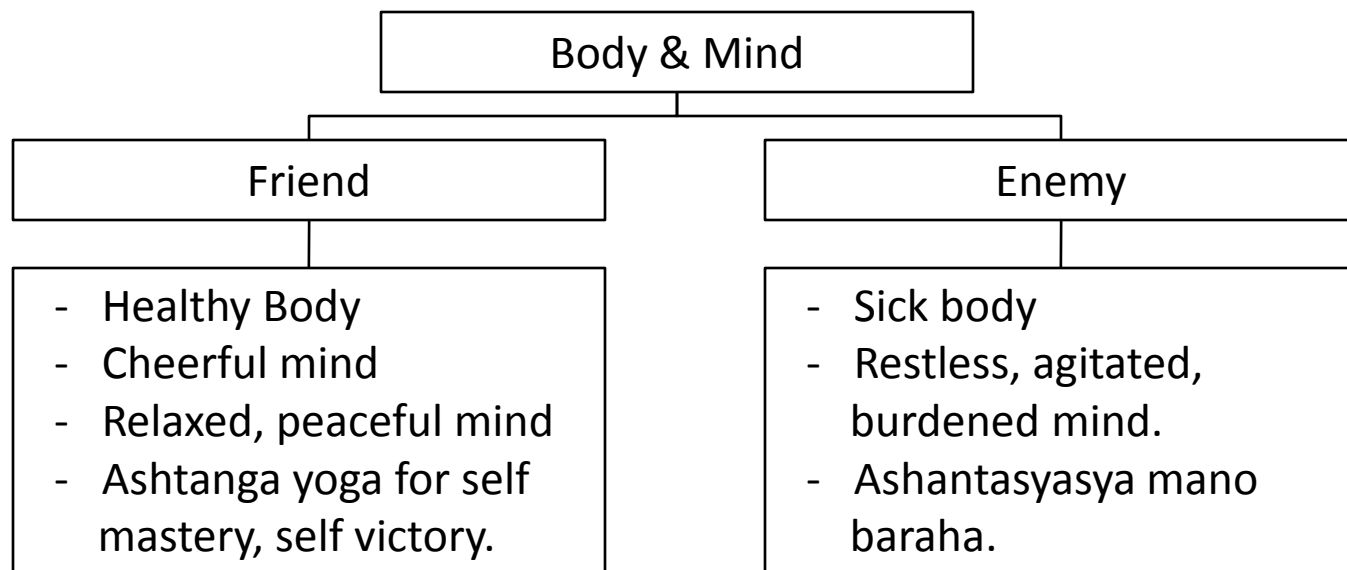 Body & Mind
Friend
Enemy
- Healthy Body
- Cheerful mind
- Relaxed, peaceful mind
- Ashtanga yoga for self
mastery, self victory.
- Sick body
- Restless, agitated,
burdened mind.
- Ashantasyasya mano
baraha.